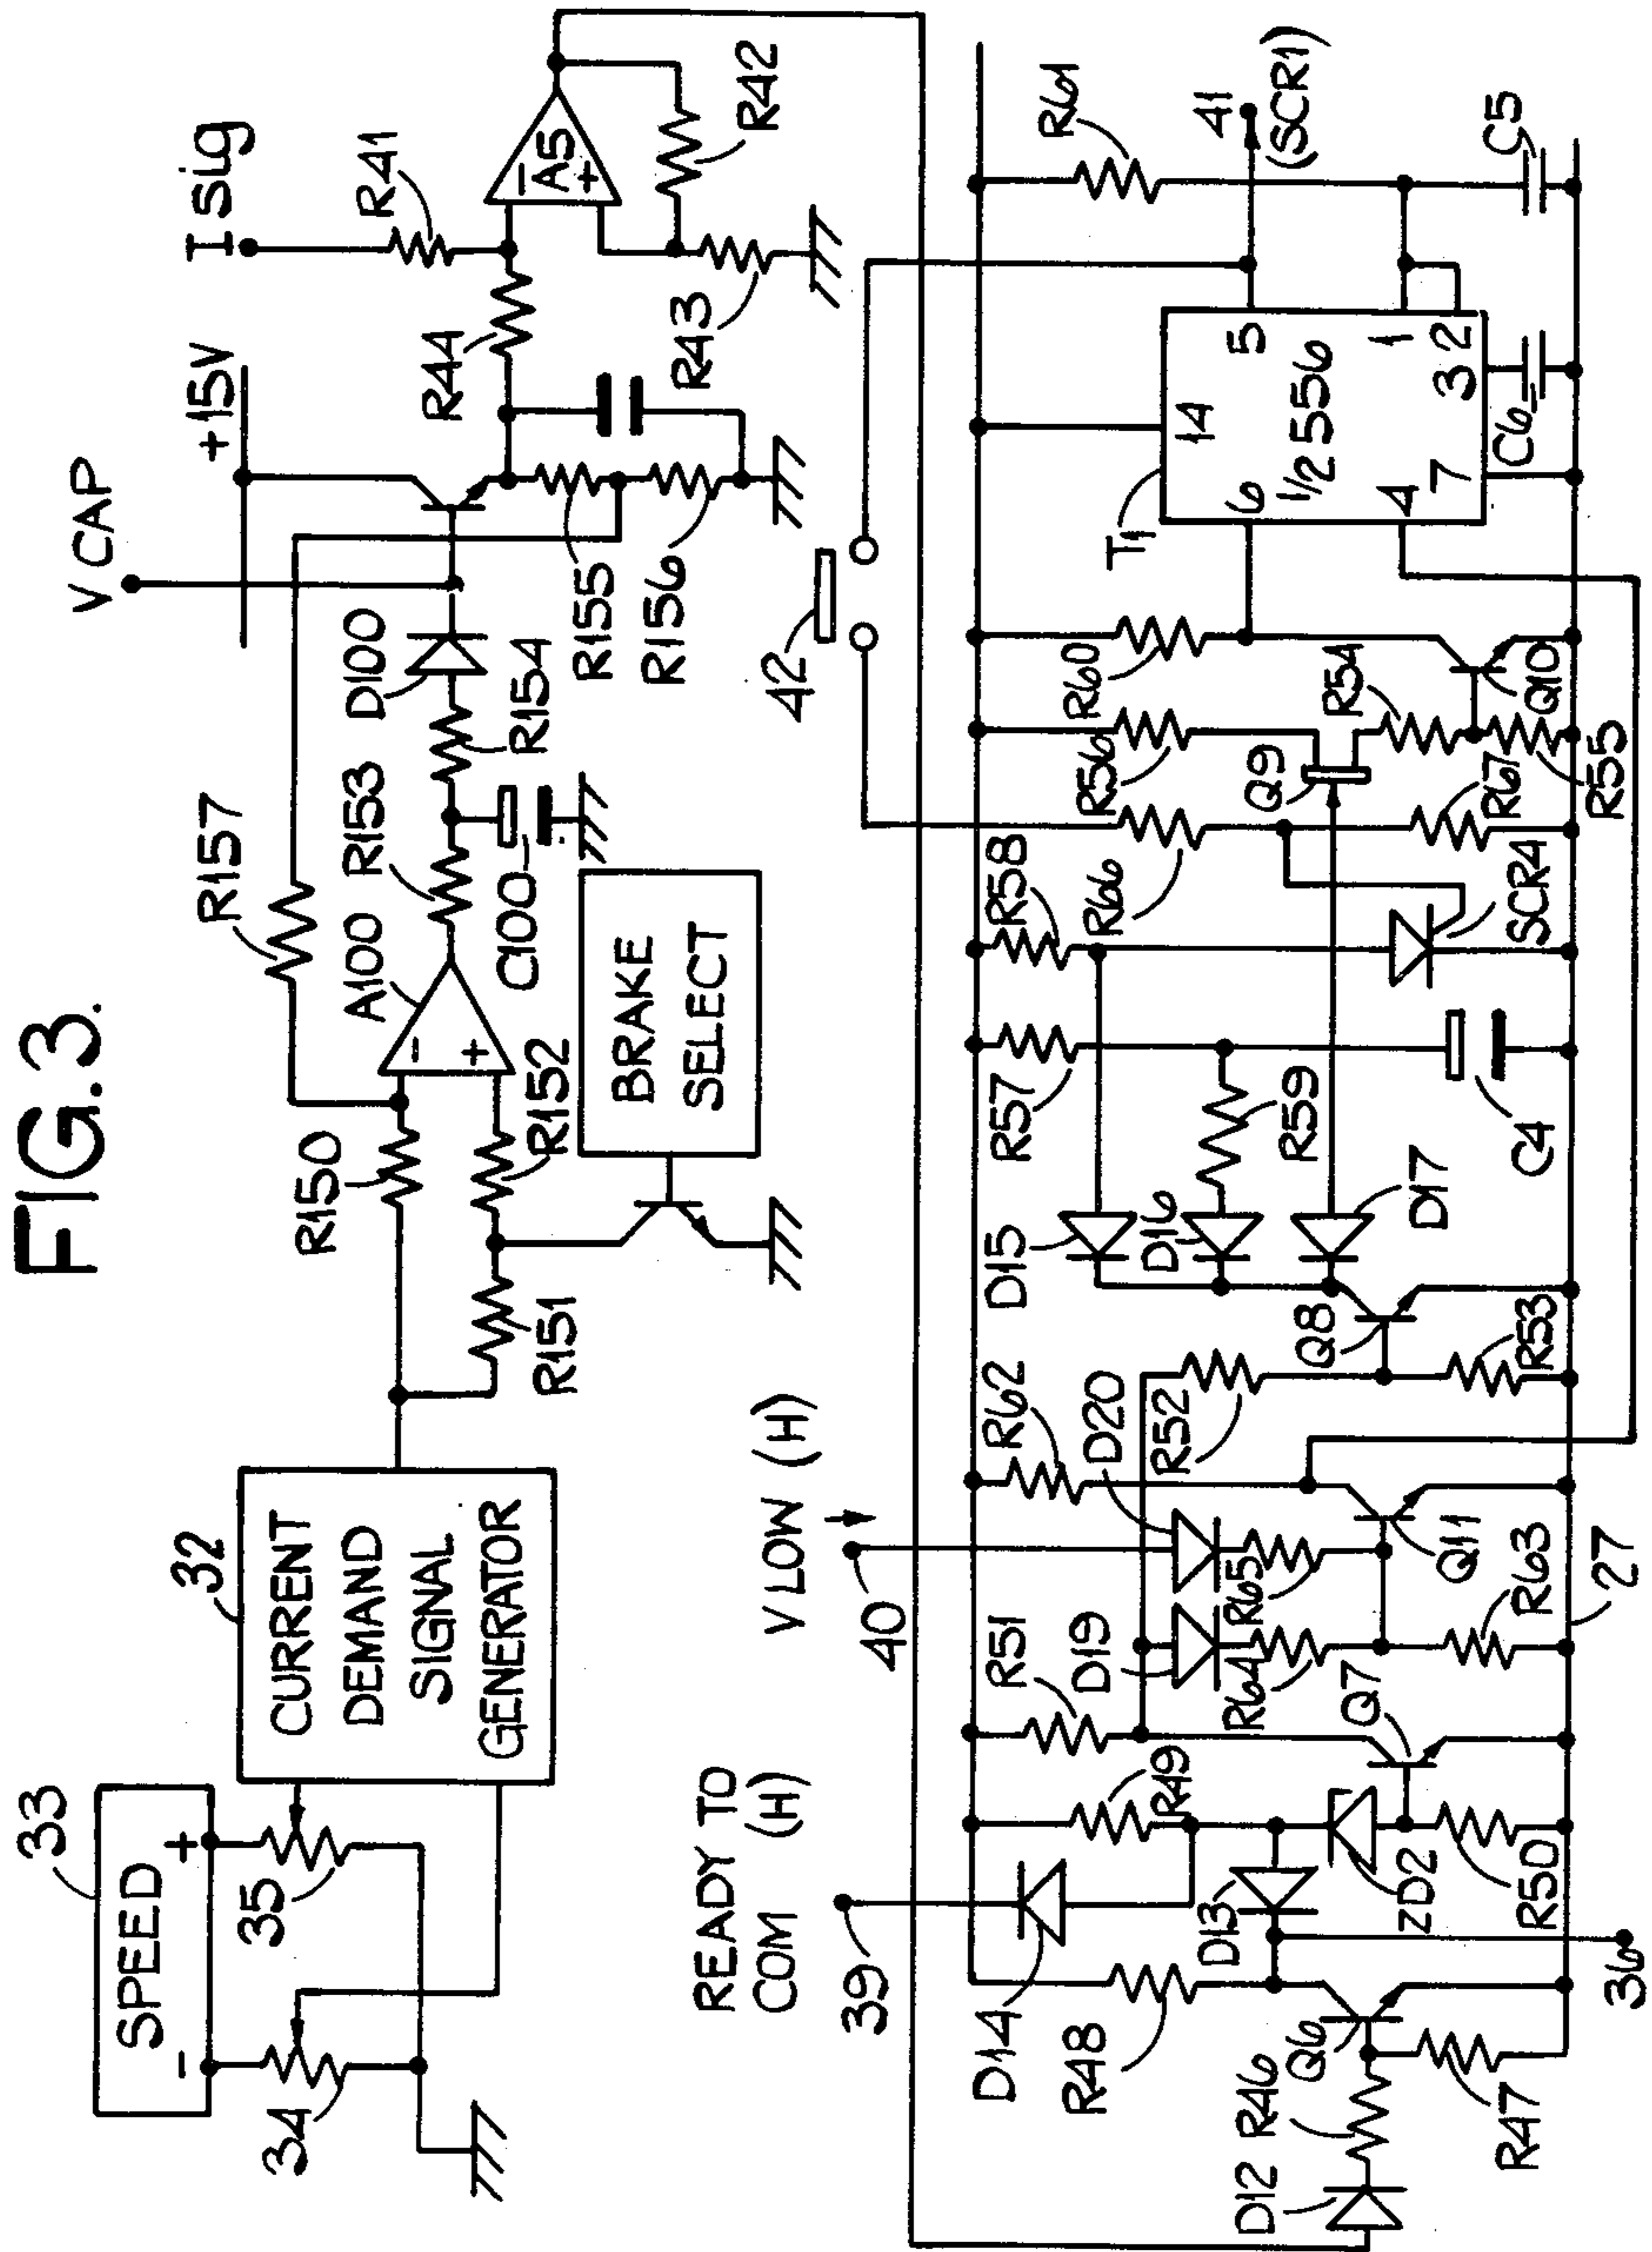 FIG.3.
33
SPEED
-
+
34
35
32
CURRENT
DEMAND
SIGNAL
GENERATOR
R150
R151
R152
R157
A100
-
+
R153
C100
R154
D100
BRAKE
SELECT
V CAP
+15V
R155
R156
R44
R43
I sig
R41
-
A5
+
R42
READY TO
COM (H)
39
V LOW (H)
40
42
D12
R46
R47
Q6
R48
D14
D13
36
R49
ZD2
R50
R51
Q7
D19
R64
R63
D20
R65
Q11
R62
27
R52
R53
Q8
D15
D16
D17
R57
R59
C4
R58
SCR4
R66
R67
Q9
R56
R54
R55
R60
Q10
T1
14
6
5
1/2 556
1
4
7
3
2
C6
C5
R61
41
(SCR1)